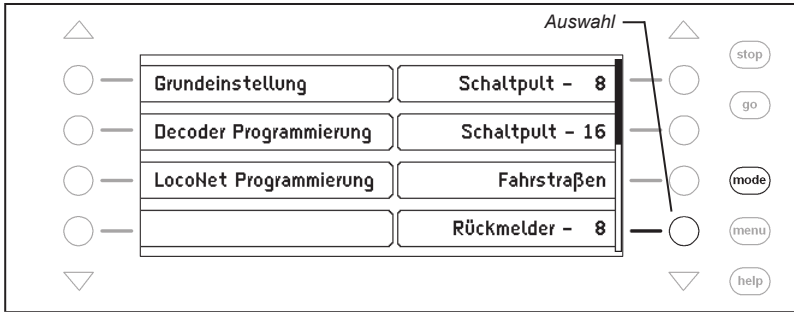 Auswahl
stop
Grundeinstellung Schaltpult - 8
go
Decoder Programmierung Schaltpult - 16
LocoNet Programmierung Fahrstraßen
mode
Rückmelder - 8
menu
help